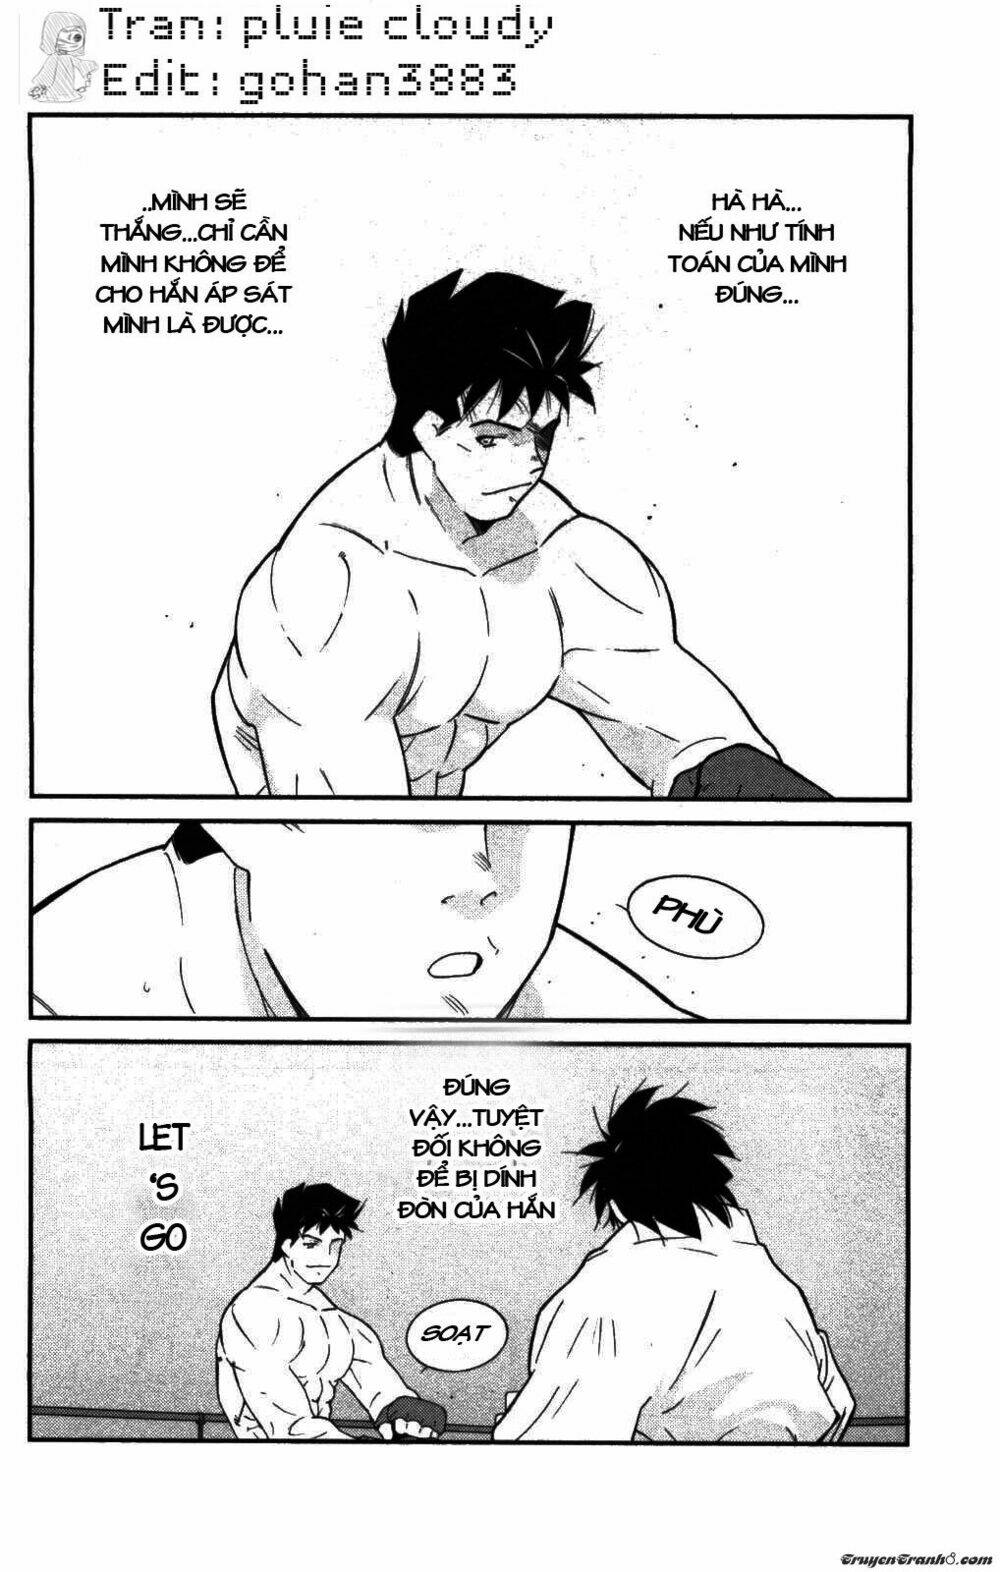 Tran: pluie cloudy
Edit: gohan3883
HÀ HÀ...
NẾU NHƯ TÍNH
TOÁN CỦA MÌNH
ĐÚNG...
..MÌNH SẼ
THẮNG...CHỈ CẦN
MÌNH KHÔNG ĐỂ
CHO HẮN ÁP SÁT
MÌNH LÀ ĐƯỢC...
PHÙ
ĐÚNG
VẬY...TUYỆT
ĐỐI KHÔNG
ĐỂ BỊ DÍNH
ĐÒN CỦA HẮN
LET
'S
GO
SOẠT
TruyenTranh8.com